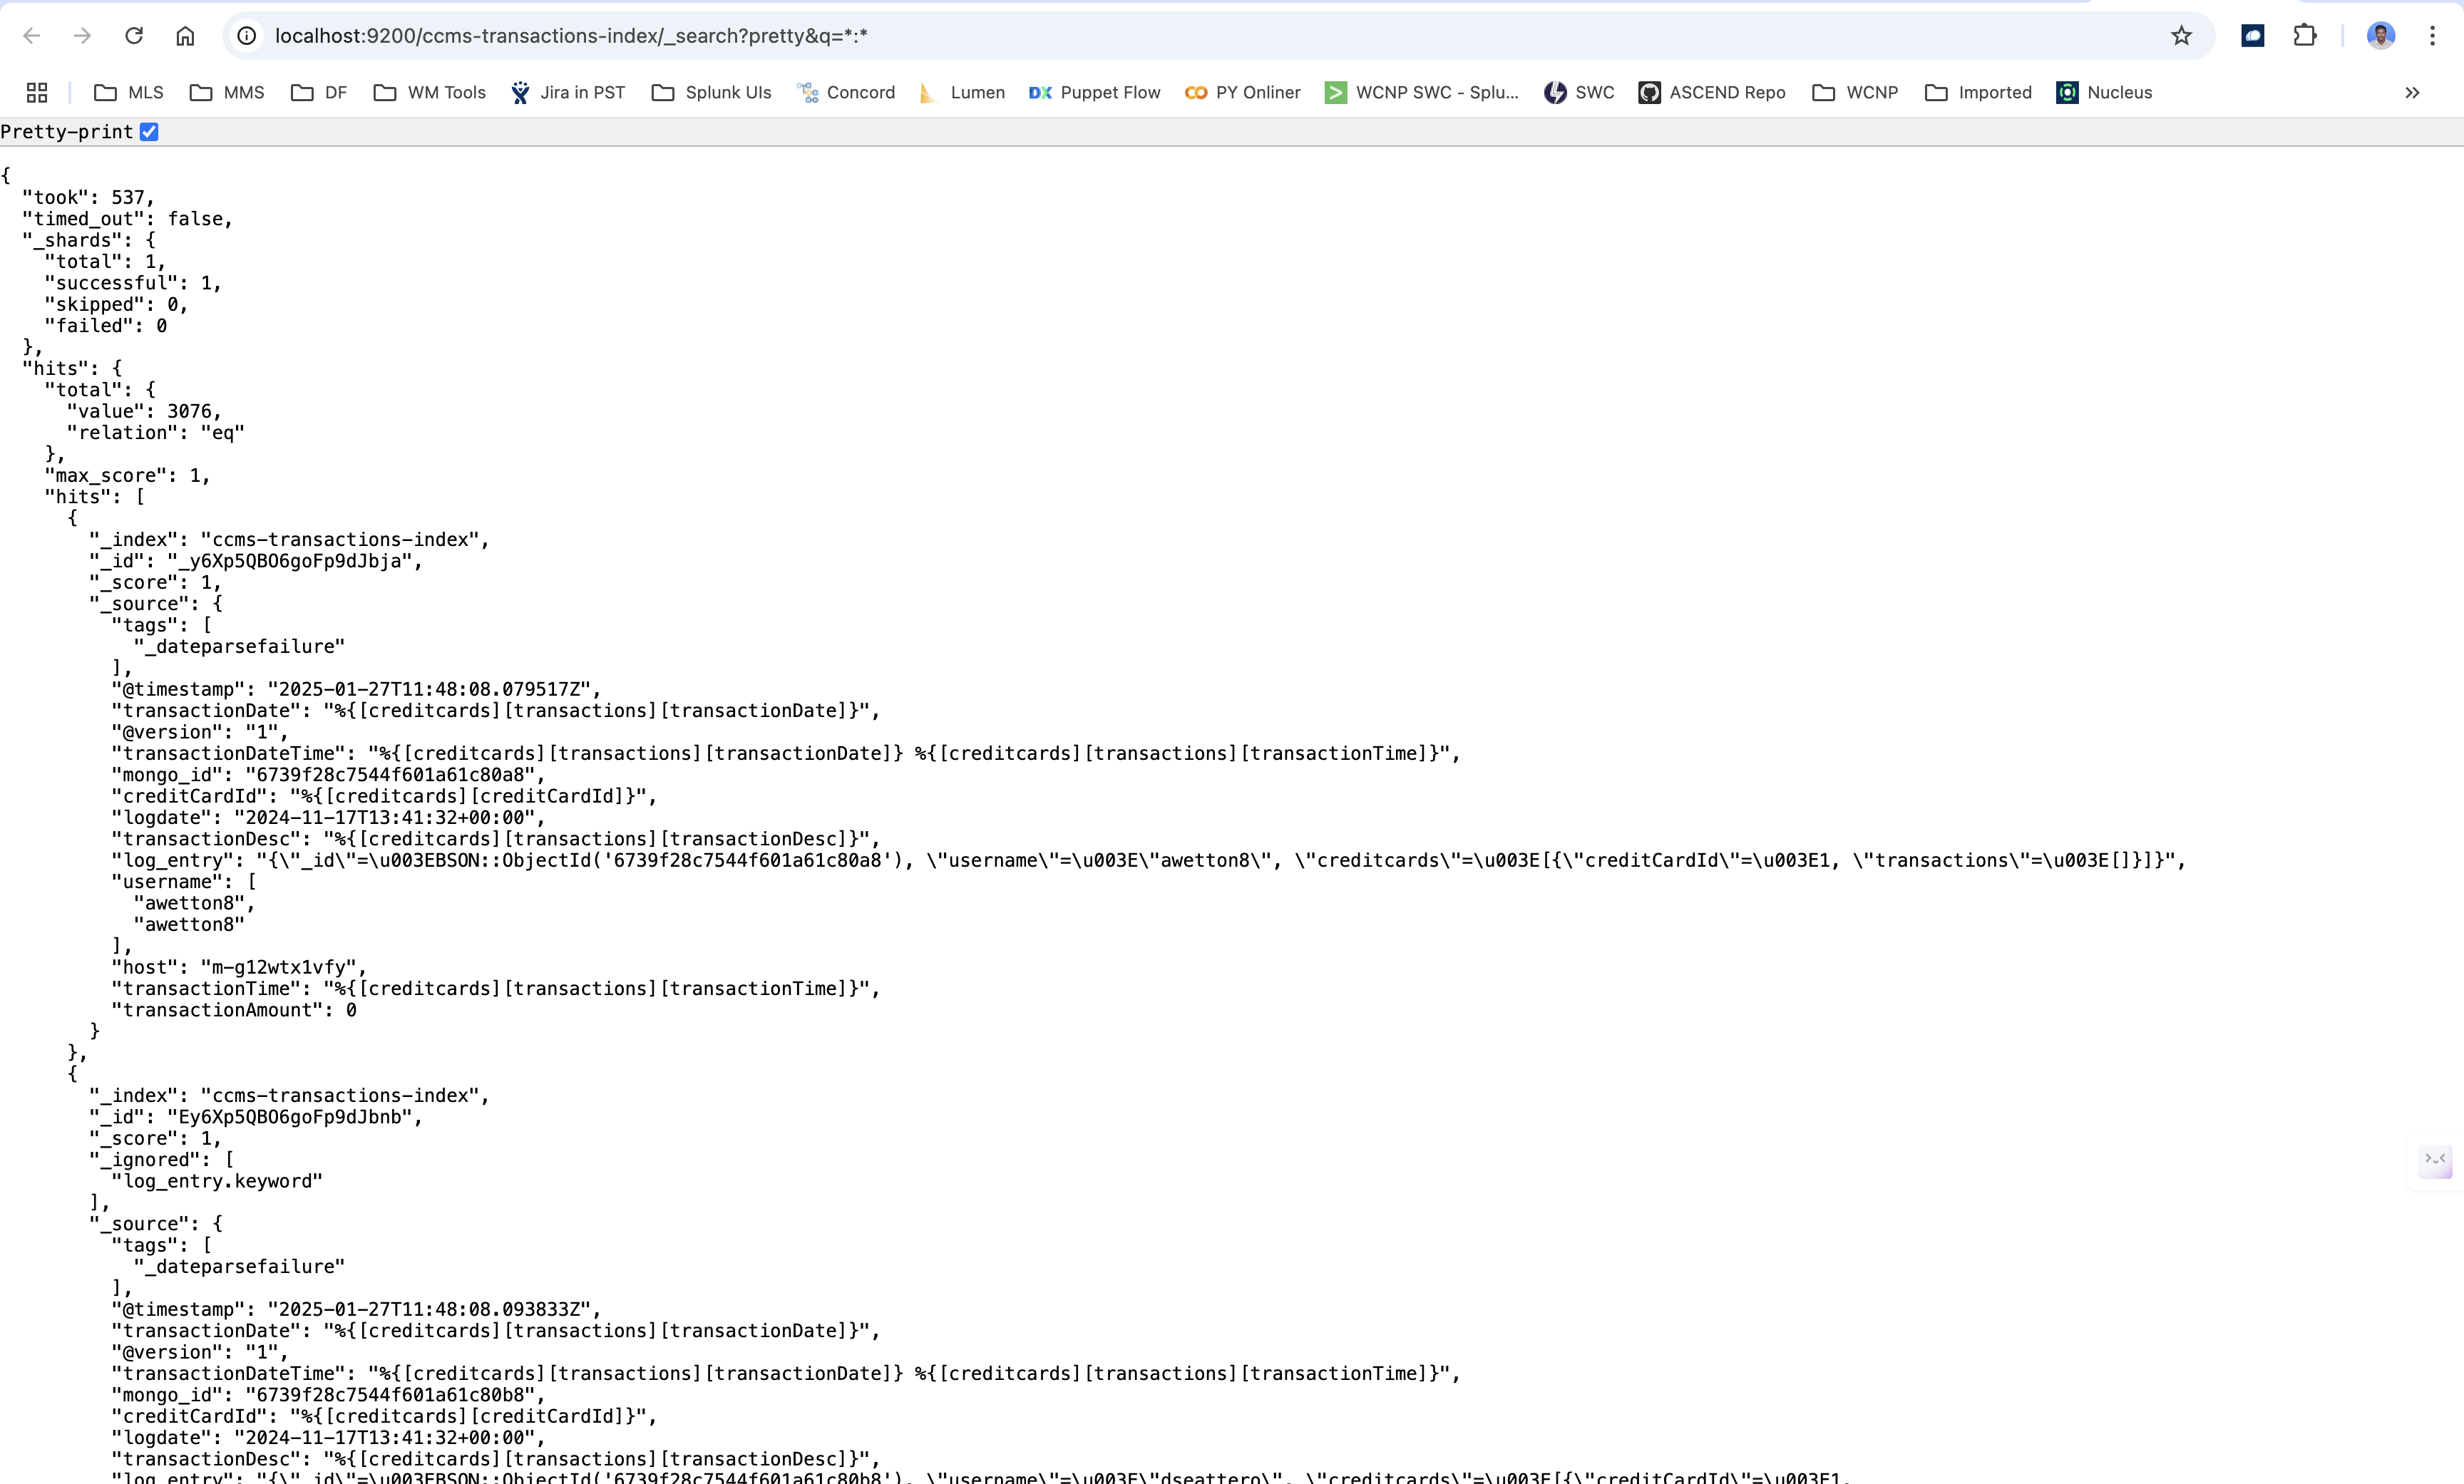 localhost:9200/ccms-transactions-index/_search?pretty&q=*:*
MLS MMS DF WM Tools Jira in PST Splunk UIs Concord Lumen DX Puppet Flow CO PY Onliner WCNP SWC - Splu... SWC ASCEND Repo WCNP Imported Nucleus »
Pretty-print
{
  "took": 537,
  "timed_out": false,
  "_shards": {
    "total": 1,
    "successful": 1,
    "skipped": 0,
    "failed": 0
  },
  "hits": {
    "total": {
      "value": 3076,
      "relation": "eq"
    },
    "max_score": 1,
    "hits": [
      {
        "_index": "ccms-transactions-index",
        "_id": "_y6Xp5QBO6goFp9dJbja",
        "_score": 1,
        "_source": {
          "tags": [
            "_dateparsefailure"
          ],
          "@timestamp": "2025-01-27T11:48:08.079517Z",
          "transactionDate": "%{[creditcards][transactions][transactionDate]}",
          "@version": "1",
          "transactionDateTime": "%{[creditcards][transactions][transactionDate]} %{[creditcards][transactions][transactionTime]}",
          "mongo_id": "6739f28c7544f601a61c80a8",
          "creditCardId": "%{[creditcards][creditCardId]}",
          "logdate": "2024-11-17T13:41:32+00:00",
          "transactionDesc": "%{[creditcards][transactions][transactionDesc]}",
          "log_entry": "{\"_id\"=\u003EBSON::ObjectId('6739f28c7544f601a61c80a8'), \"username\"=\u003E\"awetton8\", \"creditcards\"=\u003E[{\"creditCardId\"=\u003E1, \"transactions\"=\u003E[]}]}",
          "username": [
            "awetton8",
            "awetton8"
          ],
          "host": "m-g12wtx1vfy",
          "transactionTime": "%{[creditcards][transactions][transactionTime]}",
          "transactionAmount": 0
        }
      },
      {
        "_index": "ccms-transactions-index",
        "_id": "Ey6Xp5QBO6goFp9dJbnb",
        "_score": 1,
        "_ignored": [
          "log_entry.keyword"
        ],
        "_source": {
          "tags": [
            "_dateparsefailure"
          ],
          "@timestamp": "2025-01-27T11:48:08.093833Z",
          "transactionDate": "%{[creditcards][transactions][transactionDate]}",
          "@version": "1",
          "transactionDateTime": "%{[creditcards][transactions][transactionDate]} %{[creditcards][transactions][transactionTime]}",
          "mongo_id": "6739f28c7544f601a61c80b8",
          "creditCardId": "%{[creditcards][creditCardId]}",
          "logdate": "2024-11-17T13:41:32+00:00",
          "transactionDesc": "%{[creditcards][transactions][transactionDesc]}",
          "log_entry": "{\"_id\"=\u003EBSON::ObjectId('6739f28c7544f601a61c80b8'), \"username\"=\u003E\"dseattero\", \"creditcards\"=\u003E[{\"creditCardId\"=\u003E1,